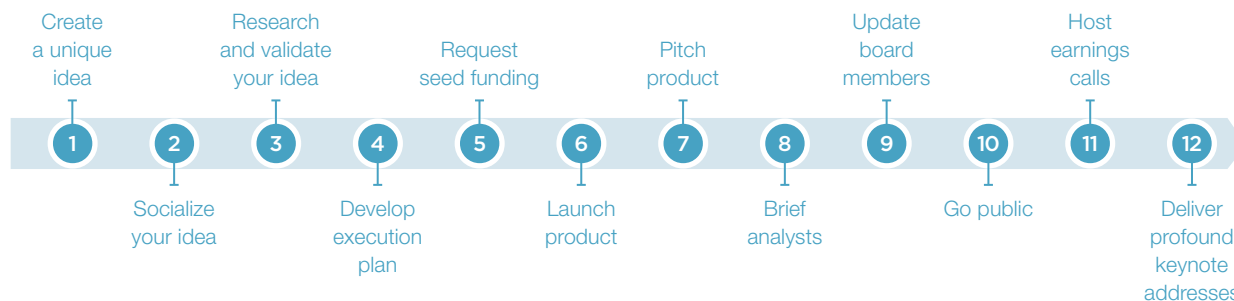 Create
a unique
idea
Research
and validate
your idea
Request
seed funding
Pitch
product
Update
board
members
Host
earnings
calls
1
2
3
4
5
6
7
8
9
10
11
12
Socialize
your idea
Develop
execution
plan
Launch
product
Brief
analysts
Go public
Deliver
profound
keynote
addresses